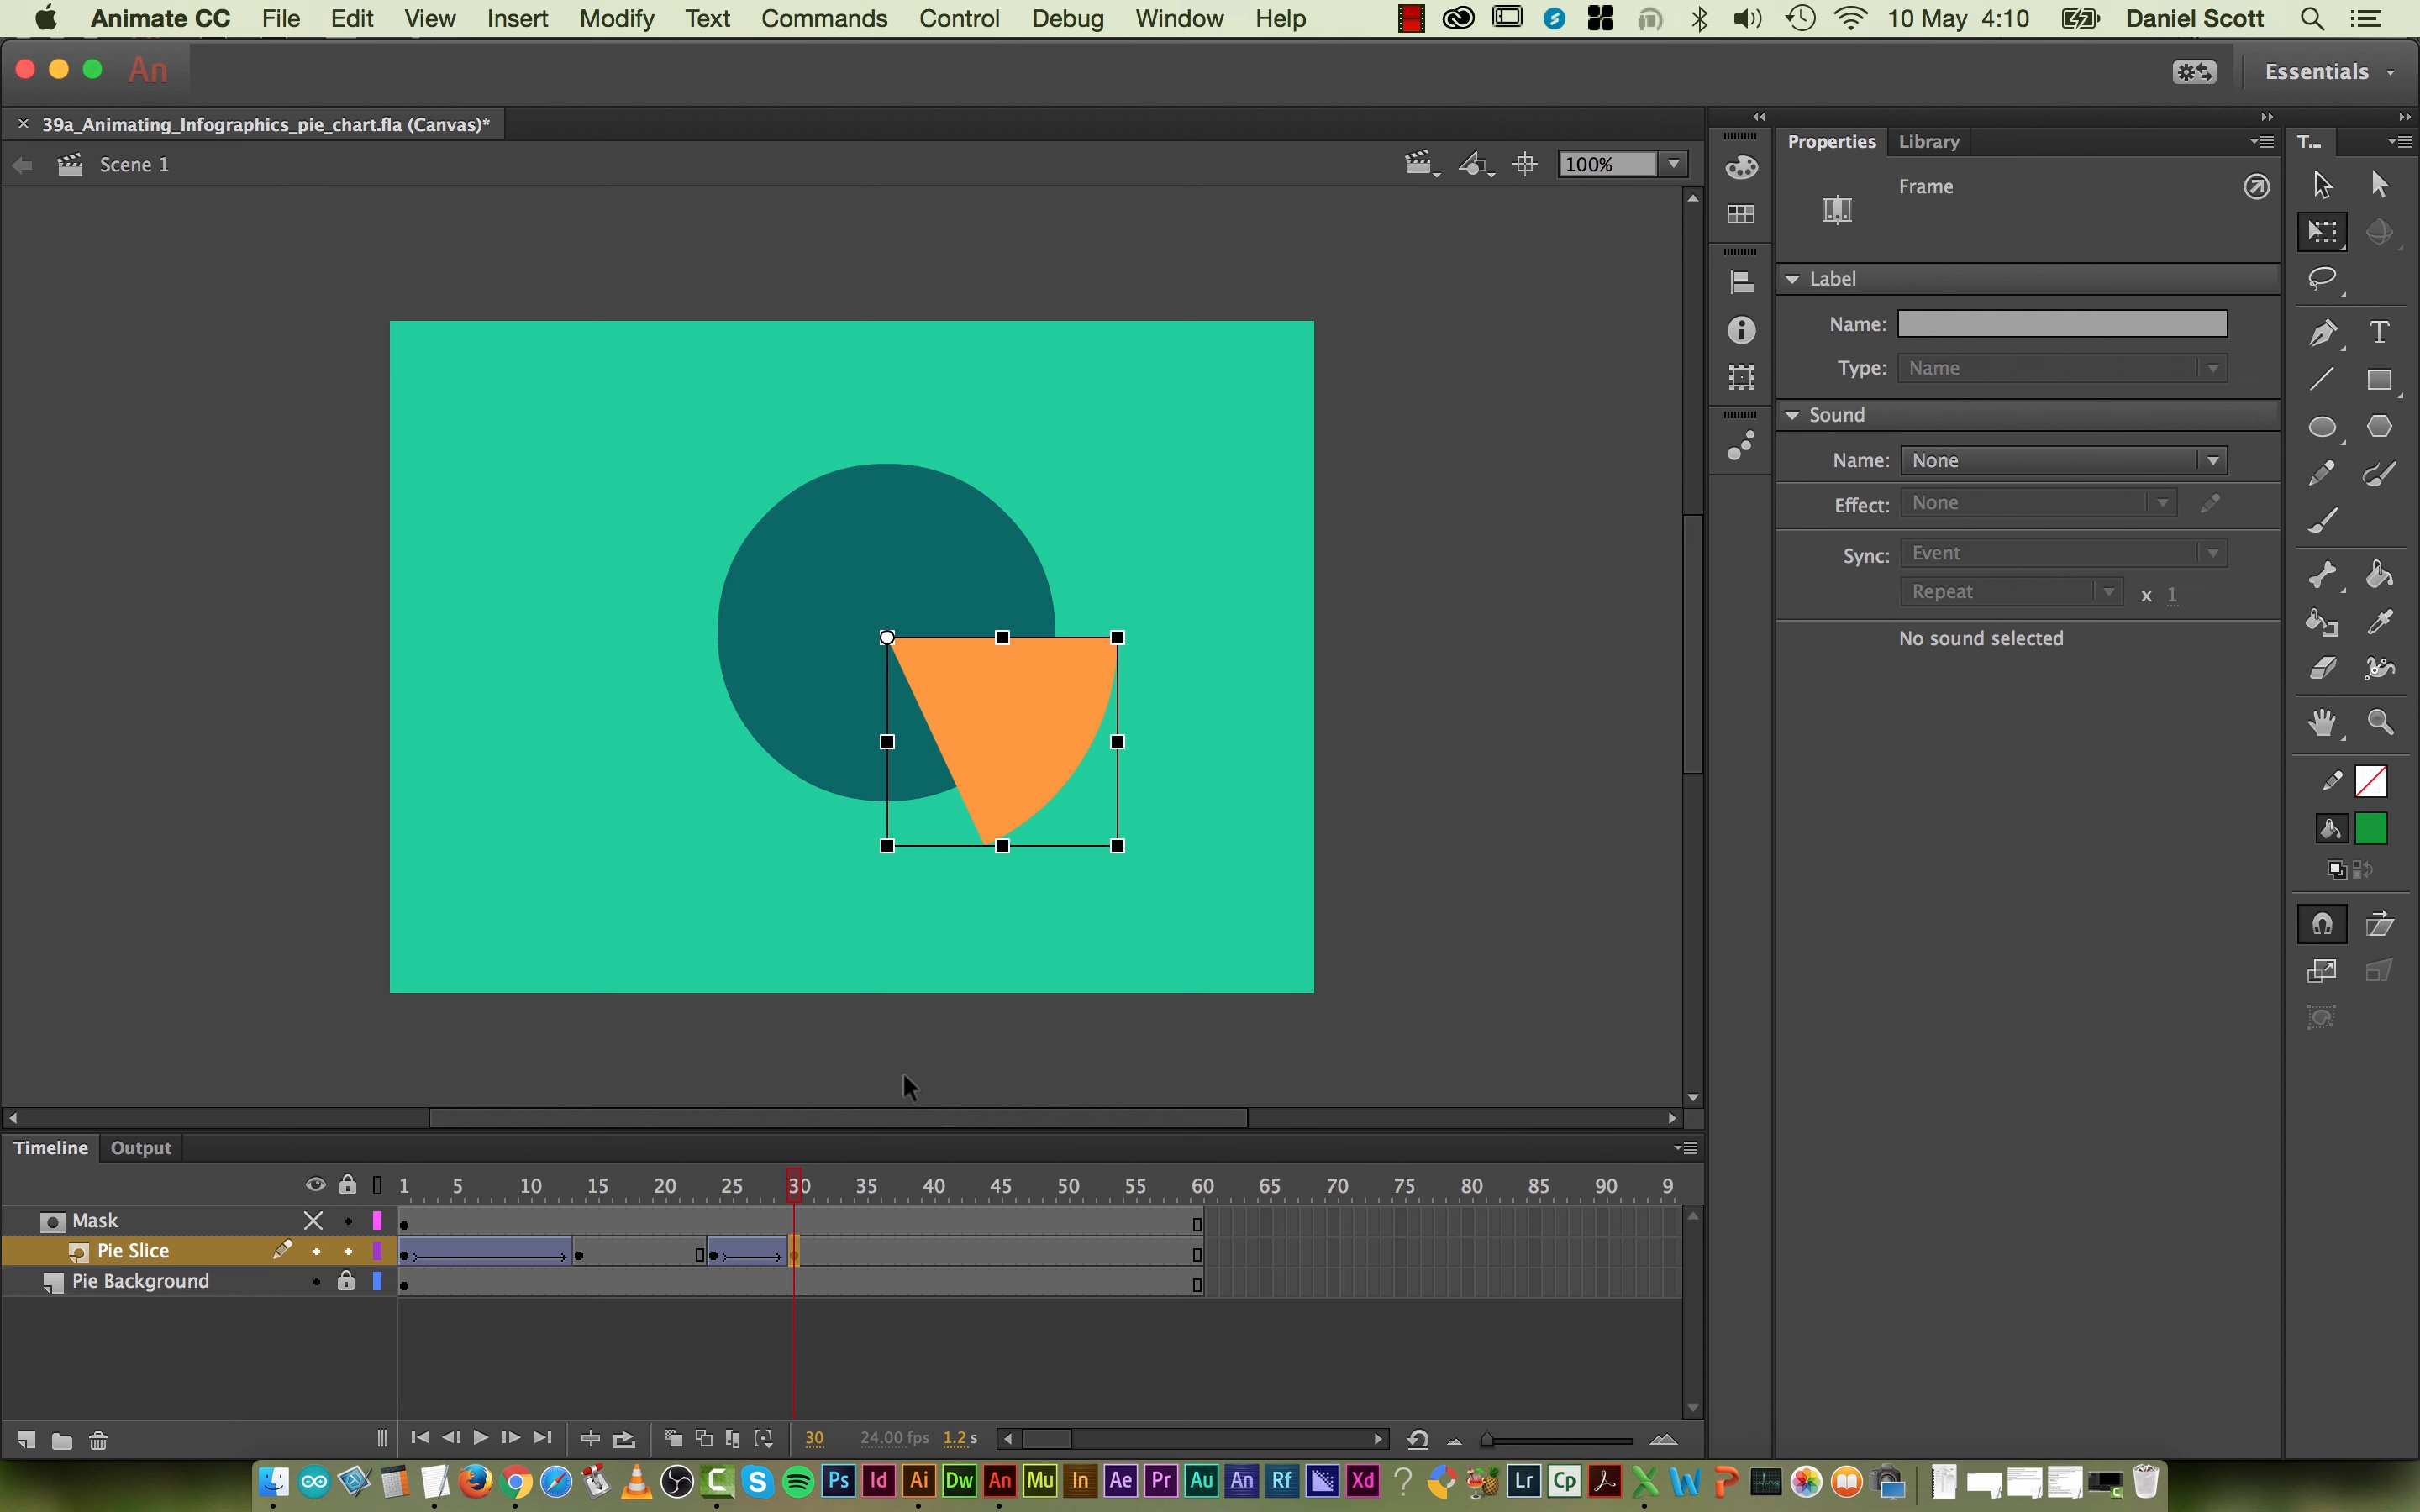 Animate CC File Edit View Insert Modify Text Commands Control Debug Window Help 10 May 4:10 Daniel Scott
An Essentials
39a_Animating_Infographics_pie_chart.fla (Canvas)*
Scene 1 100%
Properties Library T...
Frame
Label
Name:
Type: Name
Sound
Name: None
Effect: None
Sync: Event
Repeat x 1
No sound selected
Timeline Output
1 5 10 15 20 25 30 35 40 45 50 55 60 65 70 75 80 85 90 9
Mask
Pie Slice
Pie Background
30 24.00 fps 1.2 s
Ps Id Ai Dw An Mu In Ae Pr Au An Rf Xd ? Lr Cp